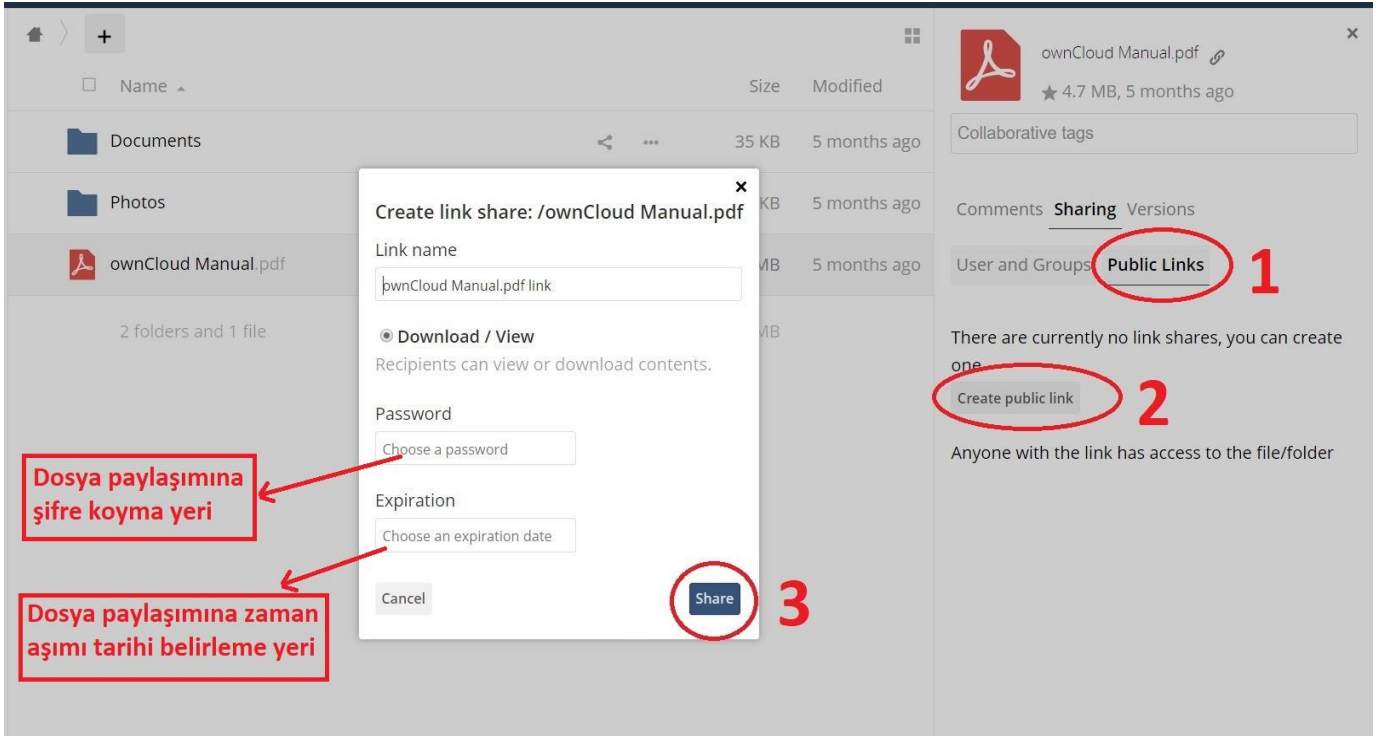 +
Name
Size
Modified
Documents
35 KB
5 months ago
Photos
KB
5 months ago
ownCloud Manual.pdf
MB
5 months ago
2 folders and 1 file
MB
×
Create link share: /ownCloud Manual.pdf
Link name
ownCloud Manual.pdf link
Download / View
Recipients can view or download contents.
Password
Choose a password
Expiration
Choose an expiration date
Cancel
Share
3
Dosya paylaşımına
şifre koyma yeri
Dosya paylaşımına zaman
aşımı tarihi belirleme yeri
×
ownCloud Manual.pdf
4.7 MB, 5 months ago
Collaborative tags
Comments Sharing Versions
User and Groups Public Links
1
There are currently no link shares, you can create
one
Create public link
2
Anyone with the link has access to the file/folder